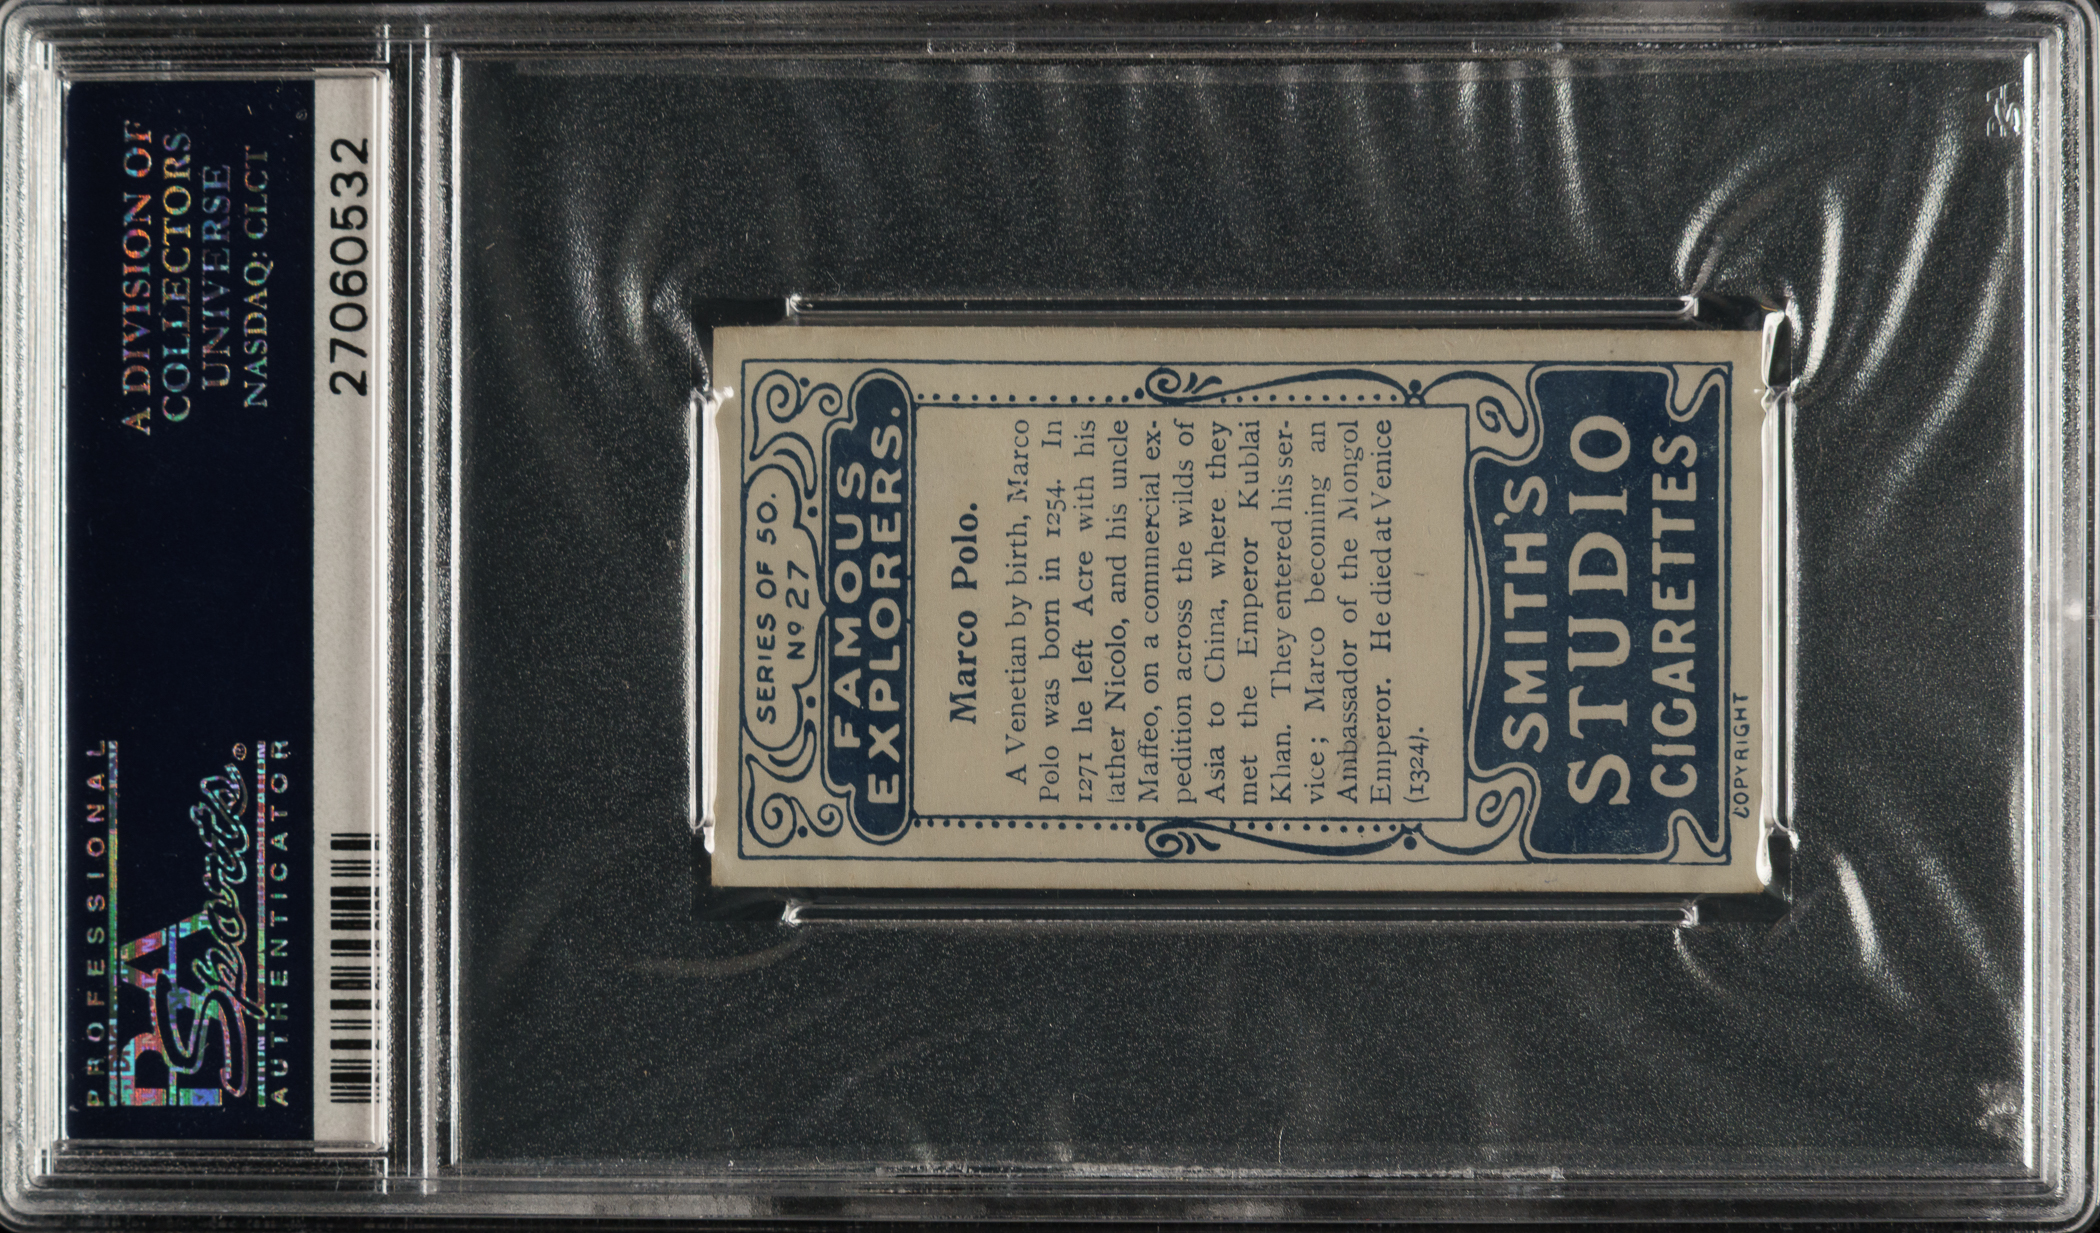 PROFESSIONAL
PSA
Sports®
AUTHENTICATOR
A DIVISION OF
COLLECTORS
UNIVERSE
NASDAQ: CLCT
27060532
SERIES OF 50.
Nº 27
FAMOUS
EXPLORERS.
Marco Polo.
A Venetian by birth, Marco
Polo was born in 1254. In
1271 he left Acre with his
father Nicolo, and his uncle
Maffeo, on a commercial ex-
pedition across the wilds of
Asia to China, where they
met the Emperor Kublai
Khan. They entered his ser-
vice; Marco becoming an
Ambassador of the Mongol
Emperor. He died at Venice
(1324).
SMITH'S
STUDIO
CIGARETTES
COPYRIGHT
PSA